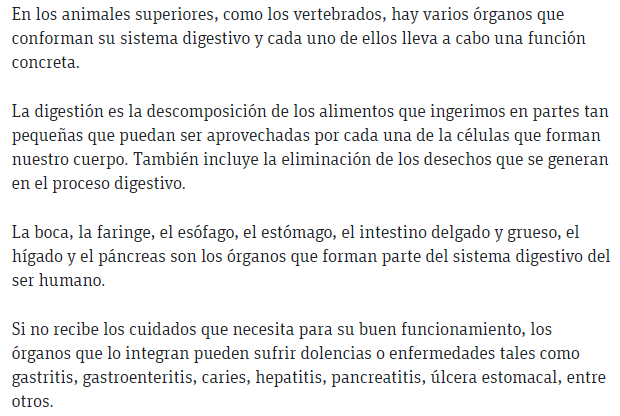 En los animales superiores, como los vertebrados, hay varios órganos que
conforman su sistema digestivo y cada uno de ellos lleva a cabo una función
concreta.
La digestión es la descomposición de los alimentos que ingerimos en partes tan
pequeñas que puedan ser aprovechadas por cada una de la células que forman
nuestro cuerpo. También incluye la eliminación de los desechos que se generan
en el proceso digestivo.
La boca, la faringe, el esófago, el estómago, el intestino delgado y grueso, el
hígado y el páncreas son los órganos que forman parte del sistema digestivo del
ser humano.
Si no recibe los cuidados que necesita para su buen funcionamiento, los
órganos que lo integran pueden sufrir dolencias o enfermedades tales como
gastritis, gastroenteritis, caries, hepatitis, pancreatitis, úlcera estomacal, entre
otros.